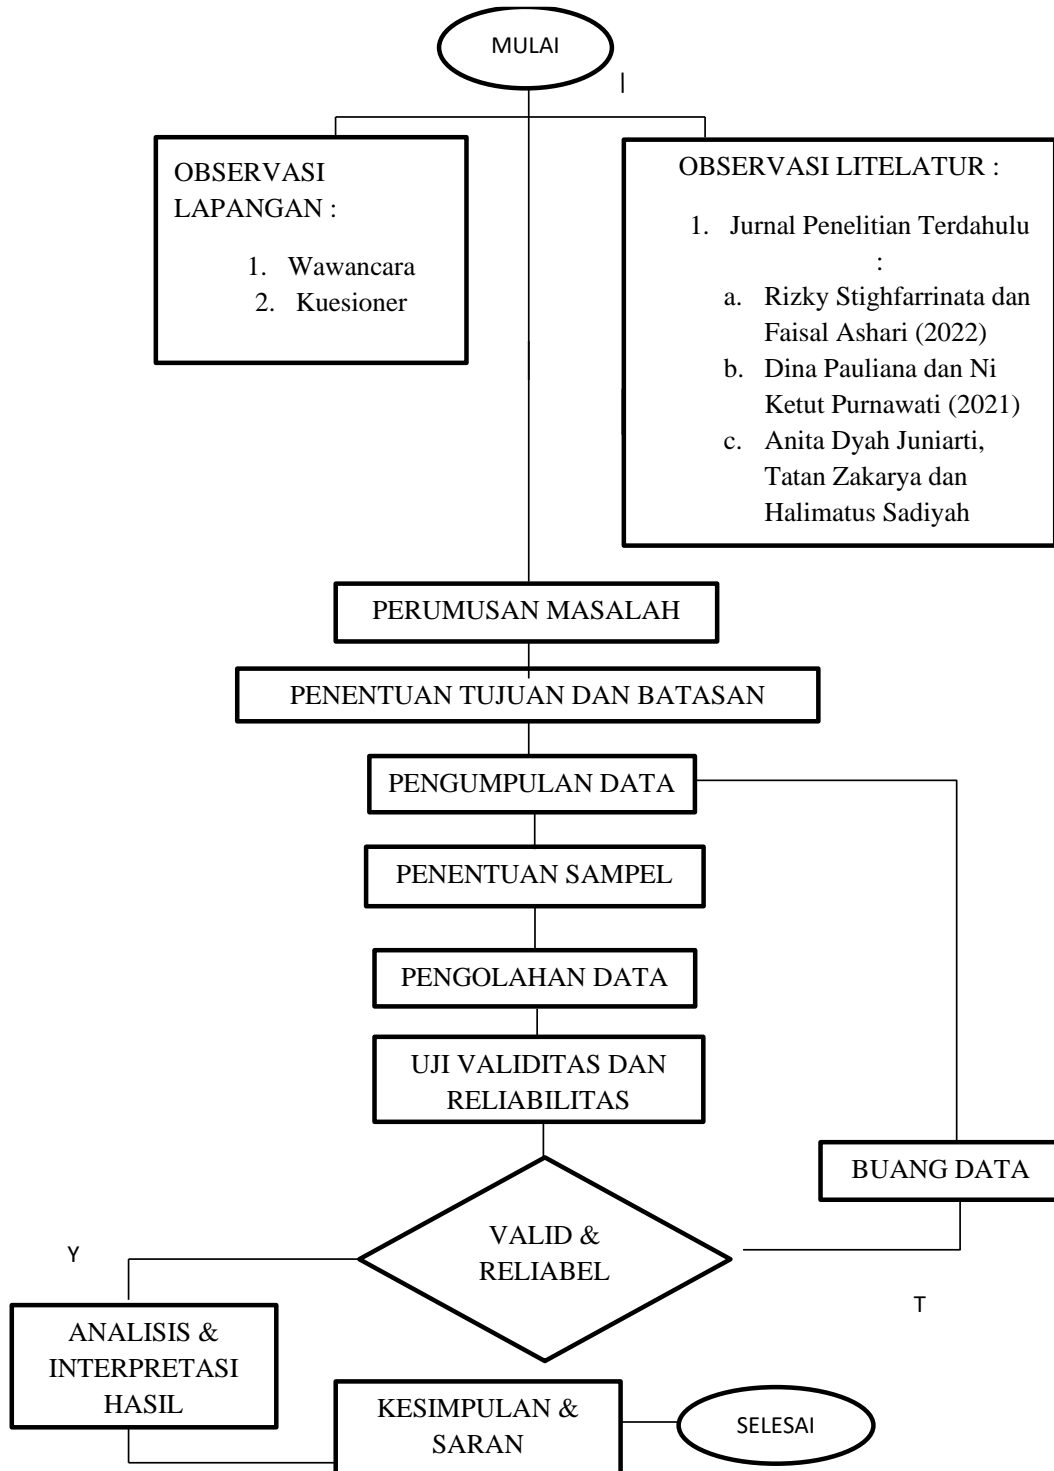 MULAI
OBSERVASI
LAPANGAN :
1. Wawancara
2. Kuesioner
OBSERVASI LITELATUR :
1. Jurnal Penelitian Terdahulu
:
a. Rizky Stighfarrinata dan
Faisal Ashari (2022)
b. Dina Pauliana dan Ni
Ketut Purnawati (2021)
c. Anita Dyah Juniarti,
Tatan Zakarya dan
Halimatus Sadiyah
PERUMUSAN MASALAH
PENENTUAN TUJUAN DAN BATASAN
PENGUMPULAN DATA
PENENTUAN SAMPEL
PENGOLAHAN DATA
UJI VALIDITAS DAN
RELIABILITAS
BUANG DATA
VALID &
RELIABEL
Y
T
ANALISIS &
INTERPRETASI
HASIL
KESIMPULAN &
SARAN
SELESAI